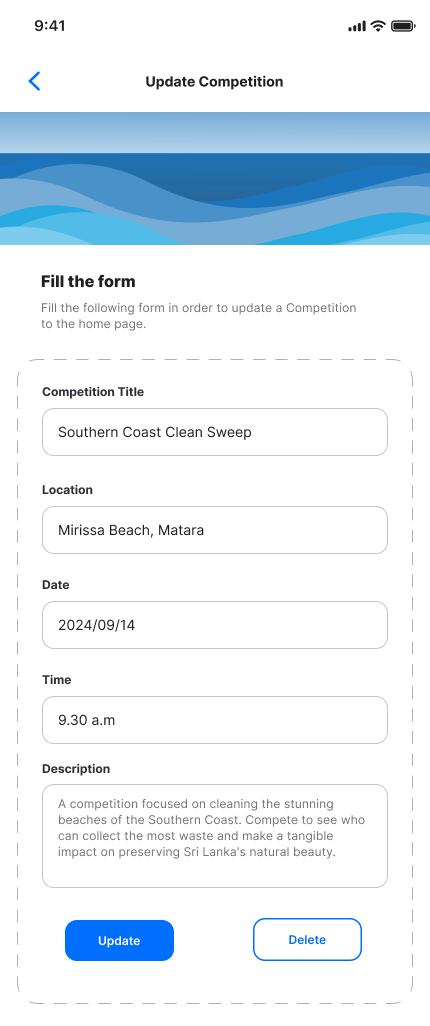 9:41
Update Competition
Fill the form
Fill the following form in order to update a Competition
to the home page.
Competition Title
Southern Coast Clean Sweep
Location
Mirissa Beach, Matara
Date
2024/09/14
Time
9.30 a.m
Description
A competition focused on cleaning the stunning
beaches of the Southern Coast. Compete to see who
can collect the most waste and make a tangible
impact on preserving Sri Lanka's natural beauty.
Update
Delete